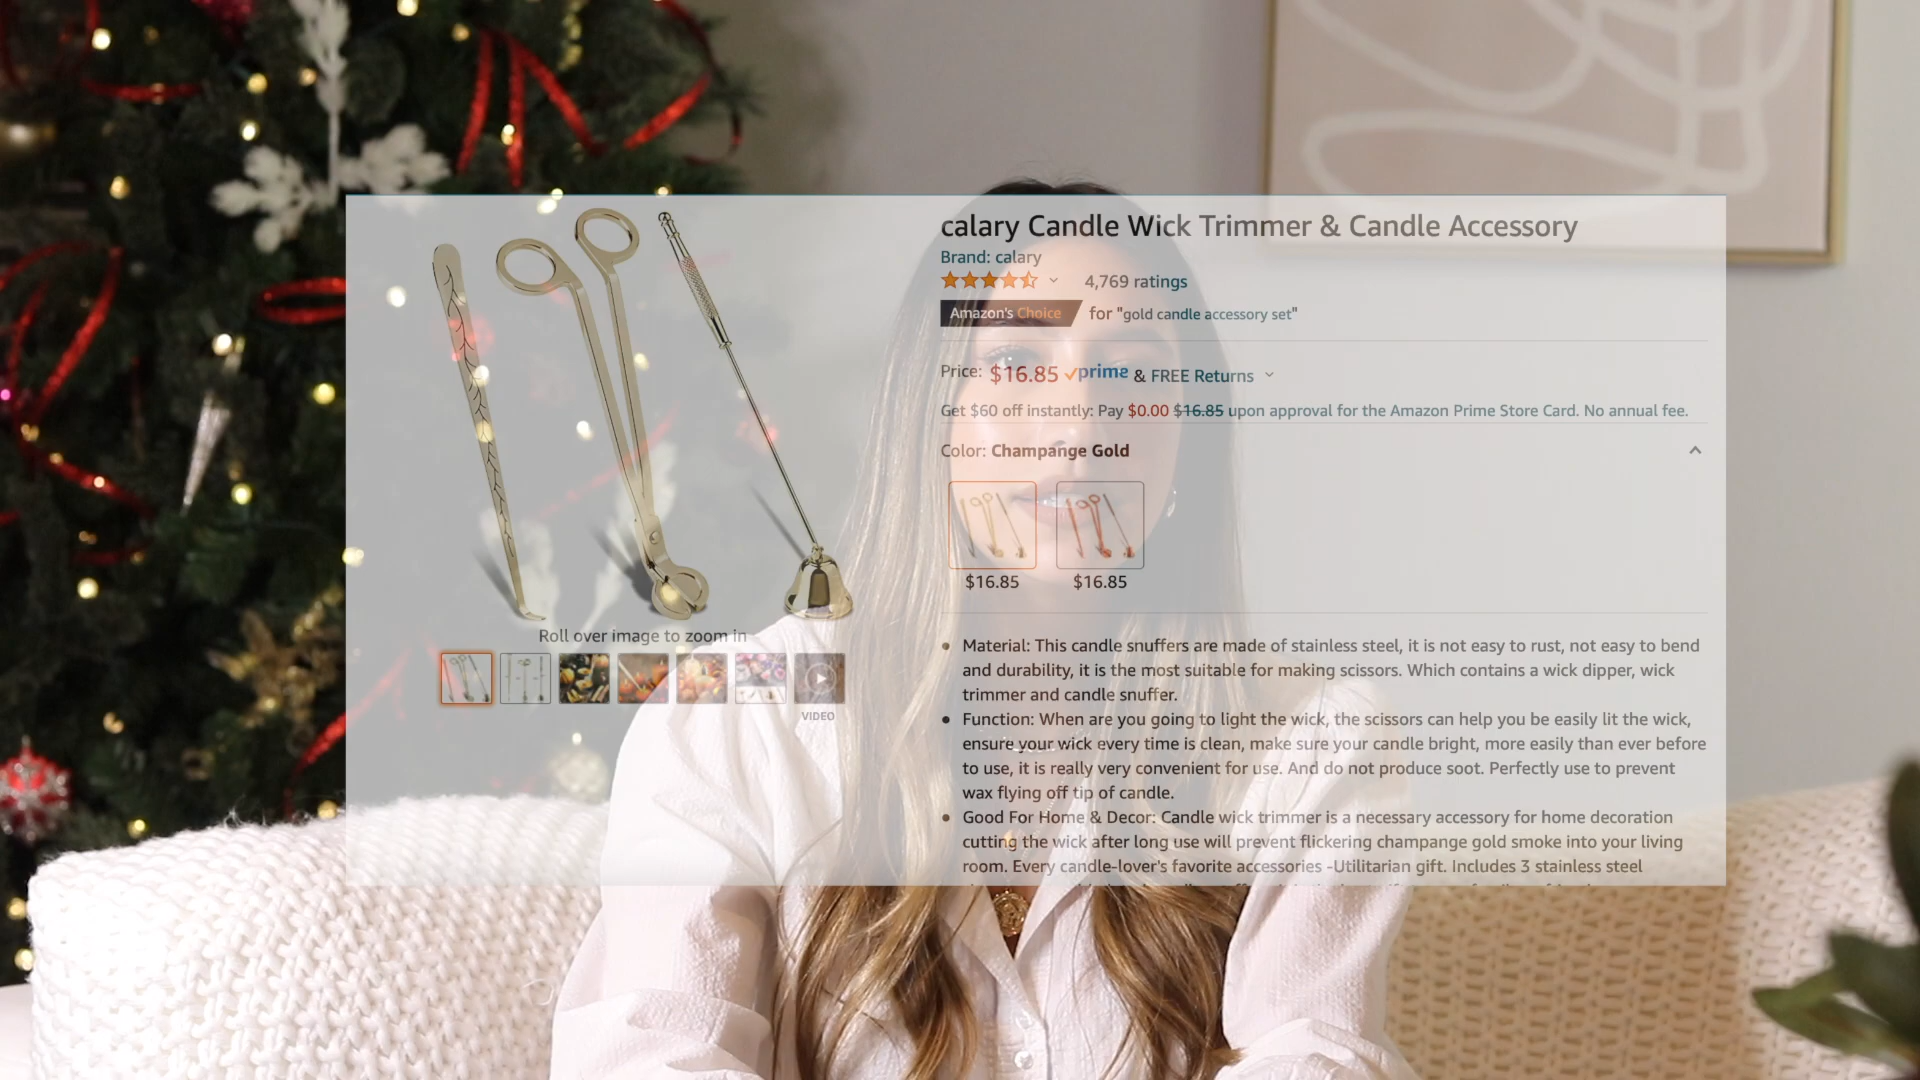 calary Candle Wick Trimmer & Candle Accessory
Brand: calary
4,769 ratings
Amazon's Choice for "gold candle accessory set"
Price: $16.85 prime & FREE Returns
Get $60 off instantly: Pay $0.00 $16.85 upon approval for the Amazon Prime Store Card. No annual fee.
Color: Champange Gold
$16.85 $16.85
Roll over image to zoom in
VIDEO
• Material: This candle snuffers are made of stainless steel, it is not easy to rust, not easy to bend
and durability, it is the most suitable for making scissors. Which contains a wick dipper, wick
trimmer and candle snuffer.
• Function: When are you going to light the wick, the scissors can help you be easily lit the wick,
ensure your wick every time is clean, make sure your candle bright, more easily than ever before
to use, it is really very convenient for use. And do not produce soot. Perfectly use to prevent
wax flying off tip of candle.
• Good For Home & Decor: Candle wick trimmer is a necessary accessory for home decoration
cutting the wick after long use will prevent flickering champange gold smoke into your living
room. Every candle-lover's favorite accessories -Utilitarian gift. Includes 3 stainless steel